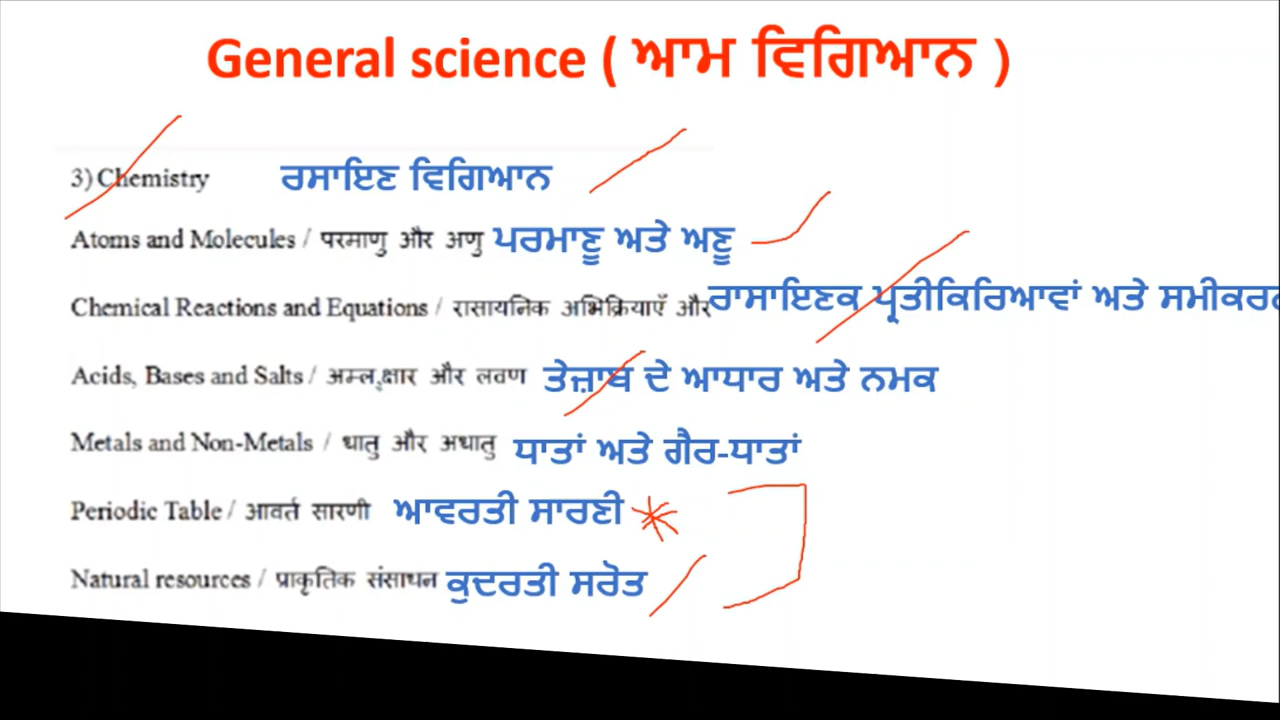 General science ( ਆਮ ਵਿਗਿਆਨ )
3) Chemistry ਰਸਾਇਣ ਵਿਗਿਆਨ
Atoms and Molecules / परमाणु और अणु ਪਰਮਾਣੂ ਅਤੇ ਅਣੂ
Chemical Reactions and Equations / रासायनिक अभिक्रियाएँ और ਰਾਸਾਇਣਕ ਪ੍ਰਤੀਕਿਰਿਆਵਾਂ ਅਤੇ
Acids, Bases and Salts / अम्ल,क्षार और लवण ਤੇਜ਼ਾਬ ਦੇ ਆਧਾਰ ਅਤੇ ਨਮਕ
Metals and Non-Metals / धातु और अधातु ਧਾਤਾਂ ਅਤੇ ਗੈਰ-ਧਾਤਾਂ
Periodic Table / आवर्त सारणी ਆਵਰਤੀ ਸਾਰਣੀ
Natural resources / प्राकृतिक संसाधन ਕੁਦਰਤੀ ਸਰੋਤ